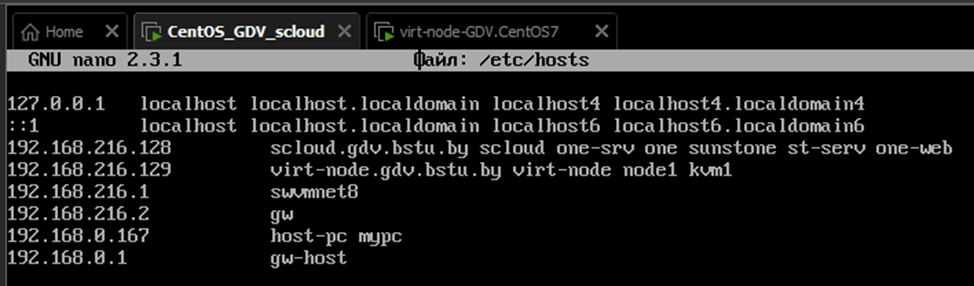 Home CentOS_GDV_scloud virt-node-GDV.CentOS7
GNU nano 2.3.1 Файл: /etc/hosts
127.0.0.1 localhost localhost.localdomain localhost4 localhost4.localdomain4
::1 localhost localhost.localdomain localhost6 localhost6.localdomain6
192.168.216.128 scloud.gdv.bstu.by scloud one-srv one sunstone st-serv one-web
192.168.216.129 virt-node.gdv.bstu.by virt-node node1 kvm1
192.168.216.1 swvmnet8
192.168.216.2 gw
192.168.0.167 host-pc mypc
192.168.0.1 gw-host